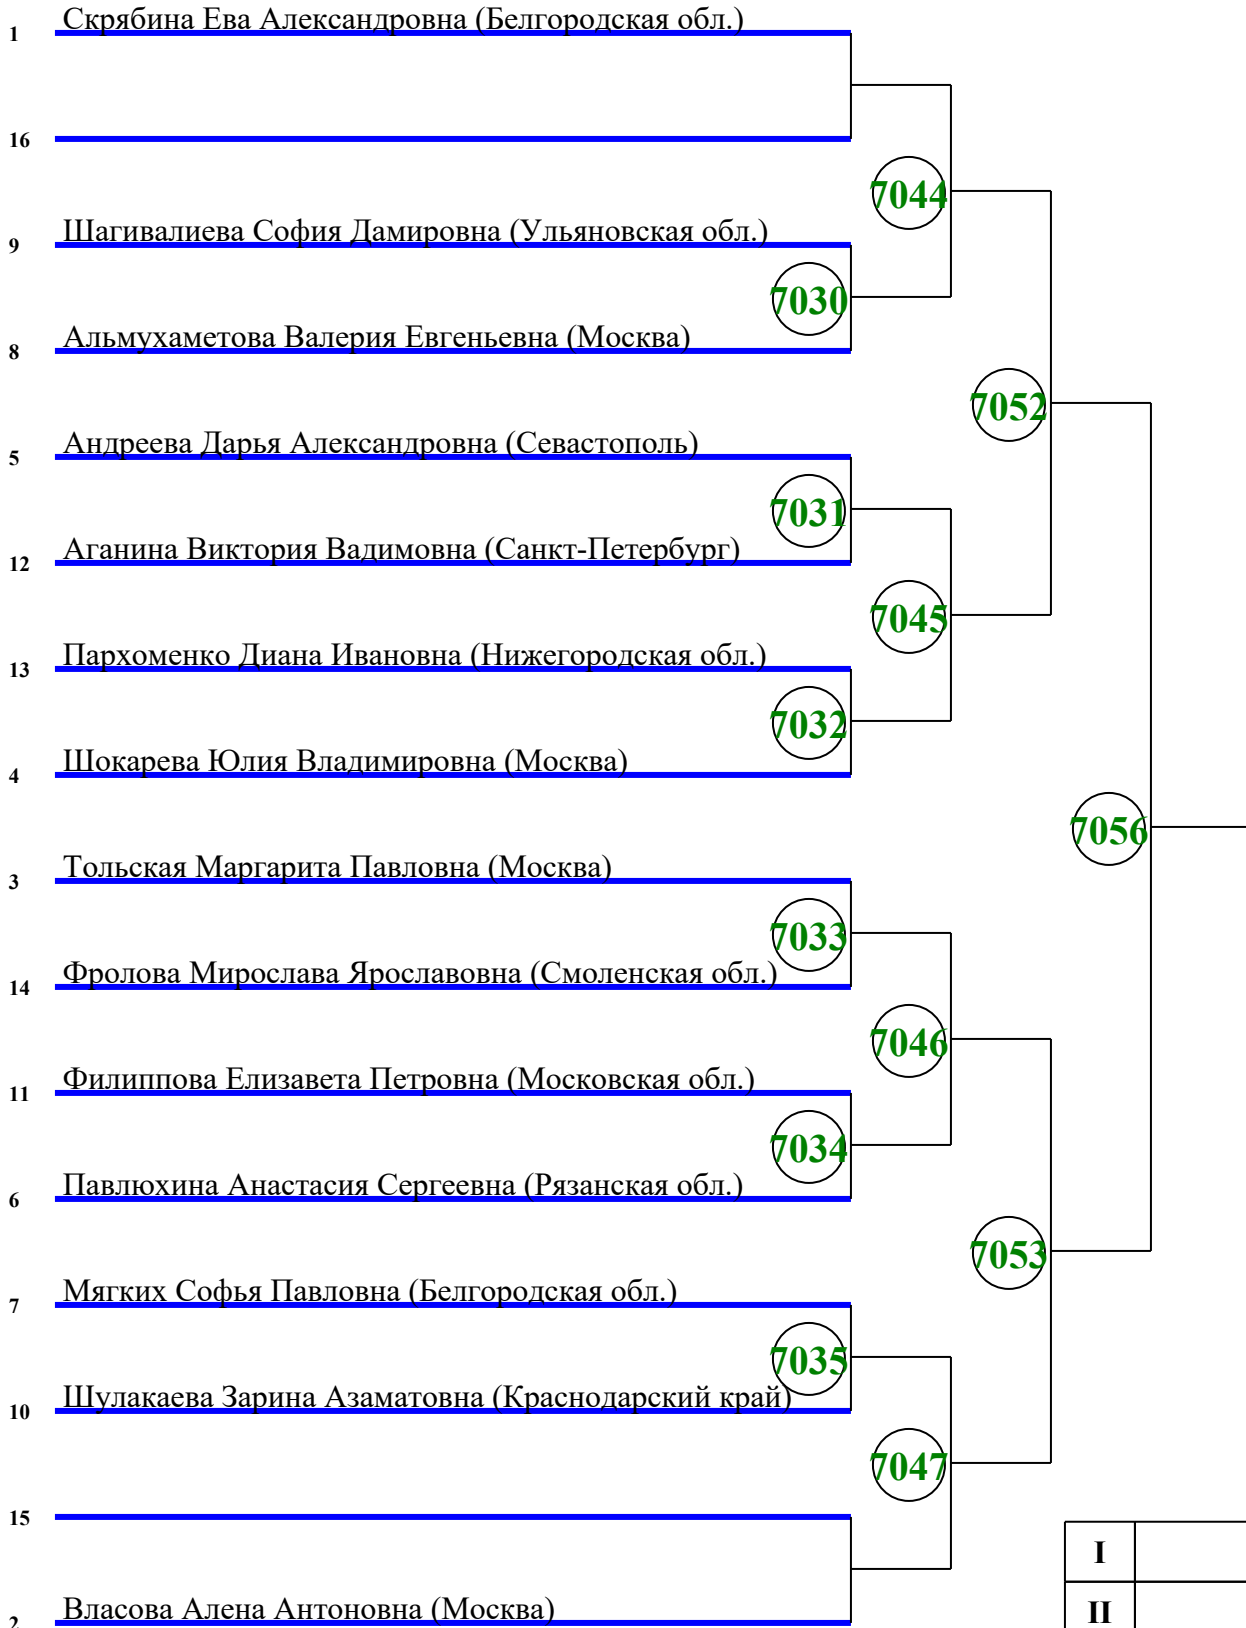 1 Скрябина Ева Александровна (Белгородская обл.)
16
7044
9 Шагивалиева София Дамировна (Ульяновская обл.)
7030
8 Альмухаметова Валерия Евгеньевна (Москва)
7052
5 Андреева Дарья Александровна (Севастополь)
7031
12 Аганина Виктория Вадимовна (Санкт-Петербург)
7045
13 Пархоменко Диана Ивановна (Нижегородская обл.)
7032
4 Шокарева Юлия Владимировна (Москва)
7056
3 Тольская Маргарита Павловна (Москва)
7033
14 Фролова Мирослава Ярославовна (Смоленская обл.)
7046
11 Филиппова Елизавета Петровна (Московская обл.)
7034
6 Павлюхина Анастасия Сергеевна (Рязанская обл.)
7053
7 Мягких Софья Павловна (Белгородская обл.)
7035
10 Шулакаева Зарина Азаматовна (Краснодарский край)
7047
15
I
2 Власова Алена Антоновна (Москва)
II